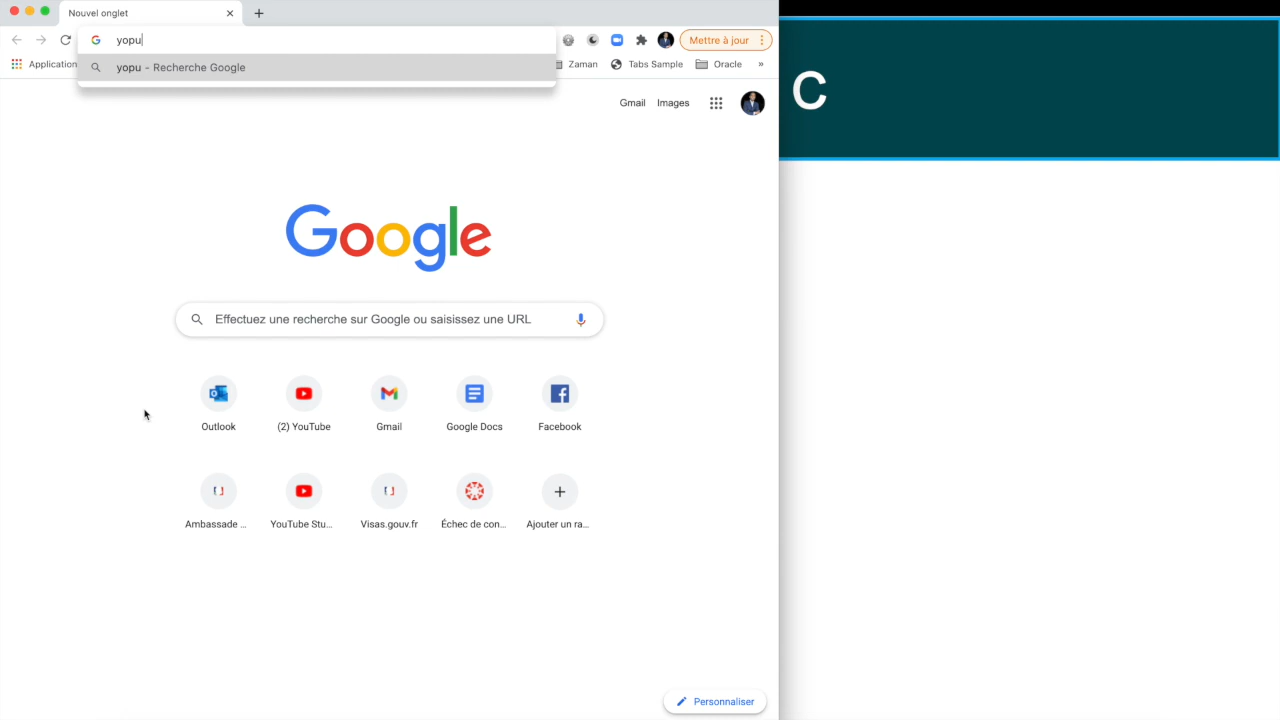 Nouvel onglet
yopu
Mettre à jour
yopu - Recherche Google
Application
Zaman
Tabs Sample
Oracle
»
C
Gmail
Images
Google
Effectuez une recherche sur Google ou saisissez une URL
Outlook
(2) YouTube
Gmail
Google Docs
Facebook
Ambassade ...
YouTube Stu...
Visas.gouv.fr
Échec de con...
Ajouter un ra...
Personnaliser